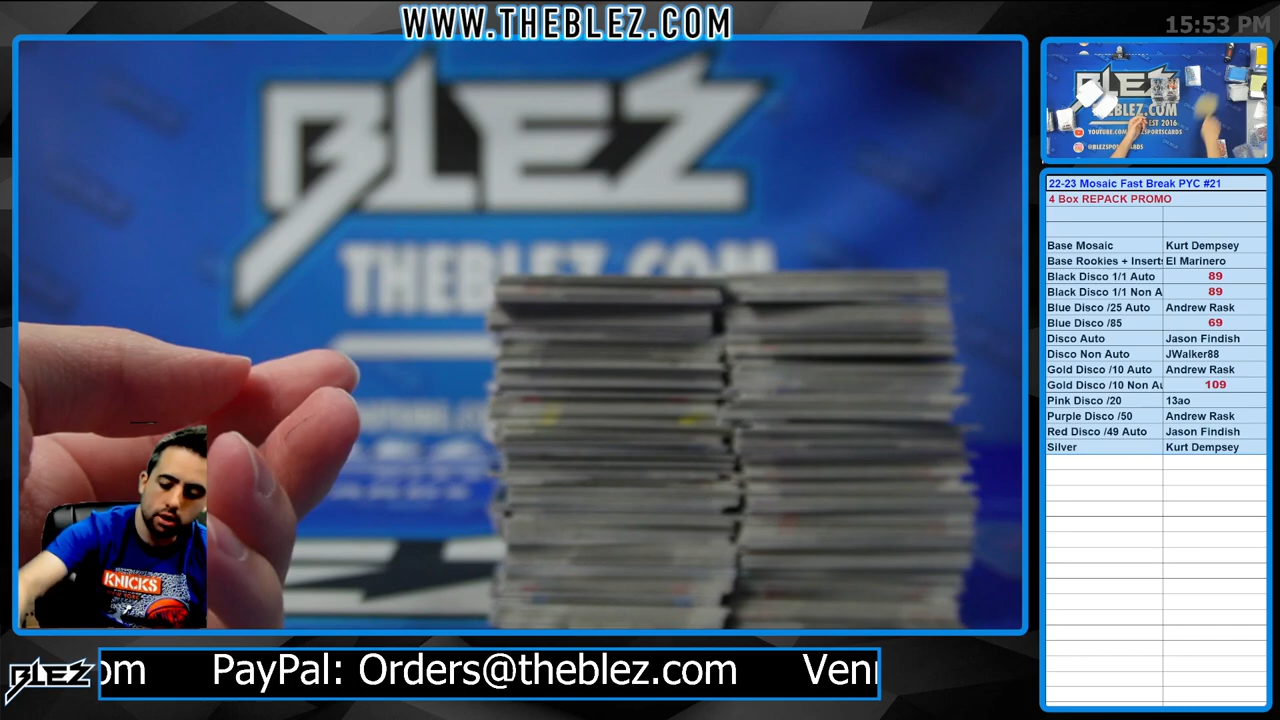 WWW.THEBLEZ.COM
15:53 PM
BLEZ
THEBLEZ.COM
BLEZ
THEBLEZ.COM
EST 2016
22-23 Mosaic Fast Break PYC #21
4 Box REPACK PROMO
Base Mosaic Kurt Dempsey
Base Rookies + Inserts El Marinero
Black Disco 1/1 Auto 89
Black Disco 1/1 Non A 89
Blue Disco /25 Auto Andrew Rask
Blue Disco /85 69
Disco Auto Jason Findish
Disco Non Auto JWalker88
Gold Disco /10 Auto Andrew Rask
Gold Disco /10 Non Au 109
Pink Disco /20 13ao
Purple Disco /50 Andrew Rask
Red Disco /49 Auto Jason Findish
Silver Kurt Dempsey
KNICKS
BLEZ
om PayPal: Orders@theblez.com Ven